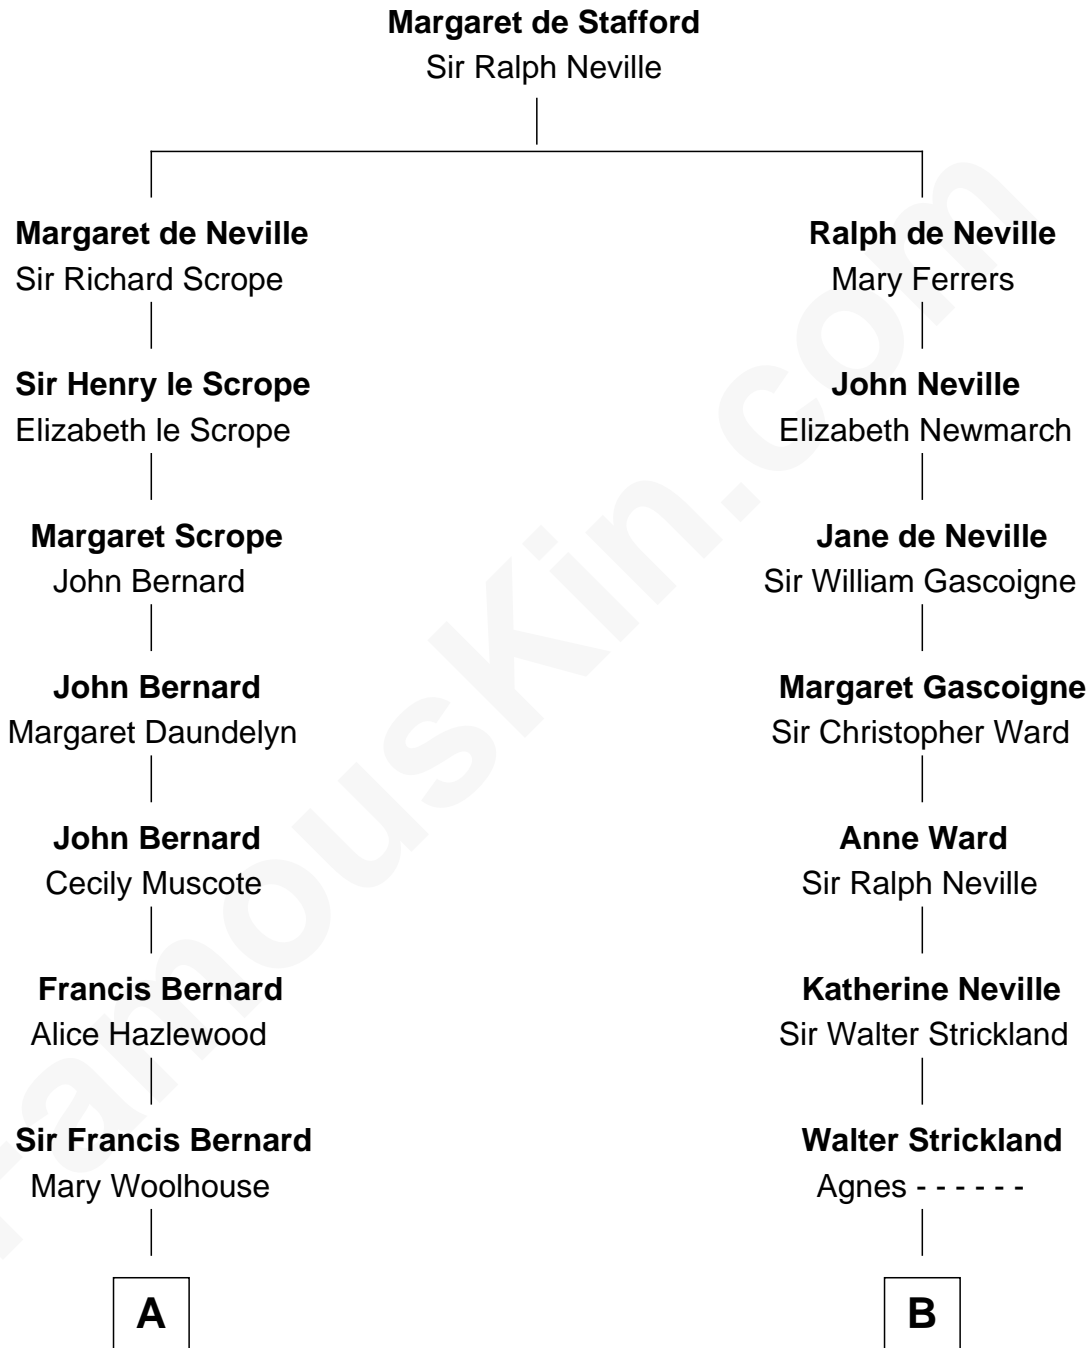 Margaret de Stafford
Sir Ralph Neville
Margaret de Neville
Sir Richard Scrope
Ralph de Neville
Mary Ferrers
Sir Henry le Scrope
Elizabeth le Scrope
John Neville
Elizabeth Newmarch
Margaret Scrope
John Bernard
Jane de Neville
Sir William Gascoigne
John Bernard
Margaret Daundelyn
Margaret Gascoigne
Sir Christopher Ward
John Bernard
Cecily Muscote
Anne Ward
Sir Ralph Neville
Francis Bernard
Alice Hazlewood
Katherine Neville
Sir Walter Strickland
Sir Francis Bernard
Mary Woolhouse
Walter Strickland
Agnes - - - - - -
A
B
FamousKin.com